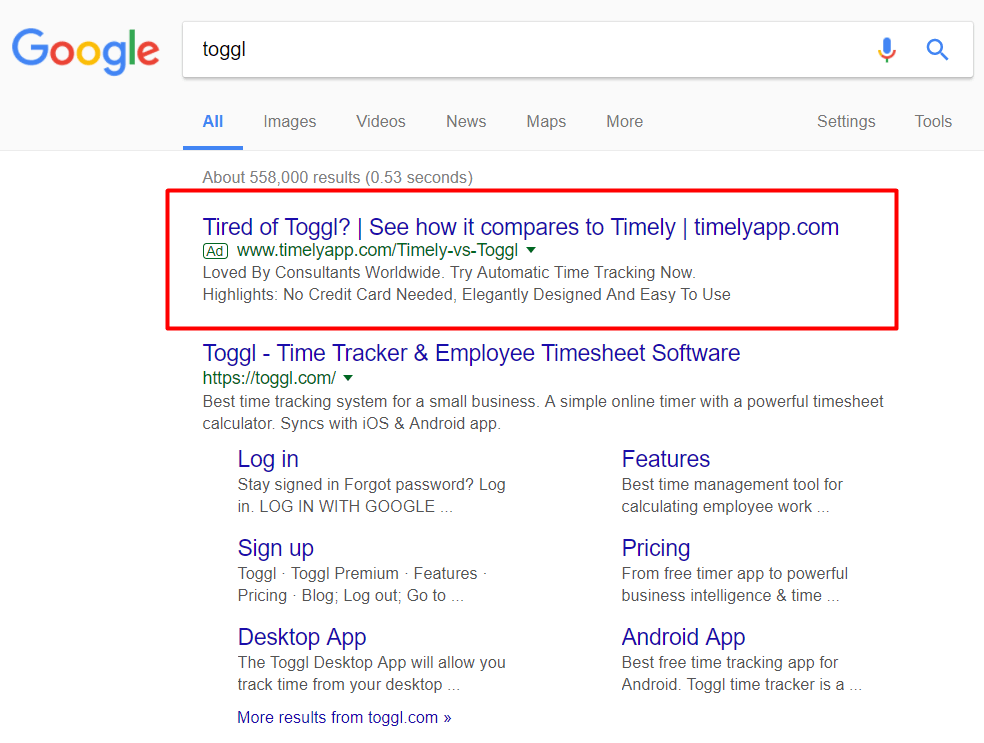 Google
toggl
All Images Videos News Maps More Settings Tools
About 558,000 results (0.53 seconds)
Tired of Toggl? | See how it compares to Timely | timelyapp.com
Ad www.timelyapp.com/Timely-vs-Toggl
Loved By Consultants Worldwide. Try Automatic Time Tracking Now.
Highlights: No Credit Card Needed, Elegantly Designed And Easy To Use
Toggl - Time Tracker & Employee Timesheet Software
https://toggl.com/
Best time tracking system for a small business. A simple online timer with a powerful timesheet
calculator. Syncs with iOS & Android app.
Log in
Stay signed in Forgot password? Log
in. LOG IN WITH GOOGLE ...
Features
Best time management tool for
calculating employee work ...
Sign up
Toggl · Toggl Premium · Features ·
Pricing · Blog; Log out; Go to ...
Pricing
From free timer app to powerful
business intelligence & time ...
Desktop App
The Toggl Desktop App will allow you
track time from your desktop ...
Android App
Best free time tracking app for
Android. Toggl time tracker is a ...
More results from toggl.com »